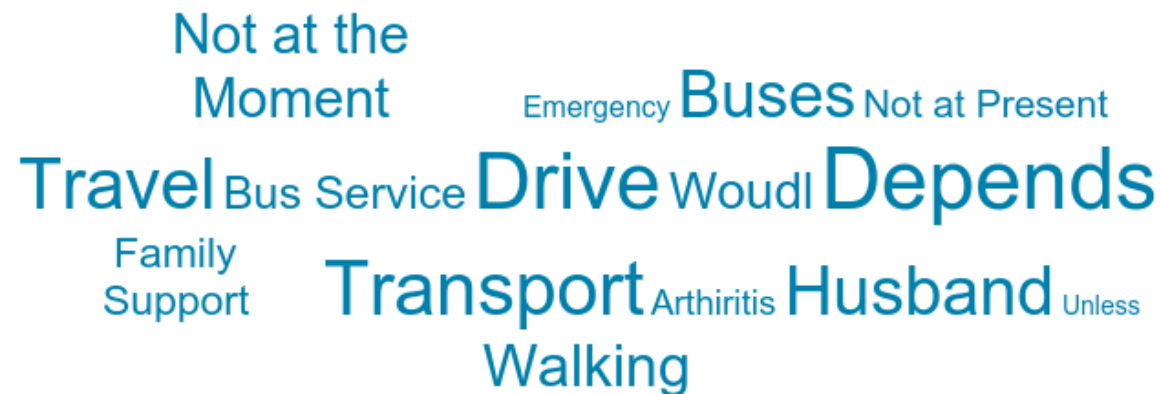 Not at the
Moment
Emergency Buses Not at Present
Travel Bus Service Drive Woudl Depends
Family
Support
Transport Arthiritis Husband Unless
Walking